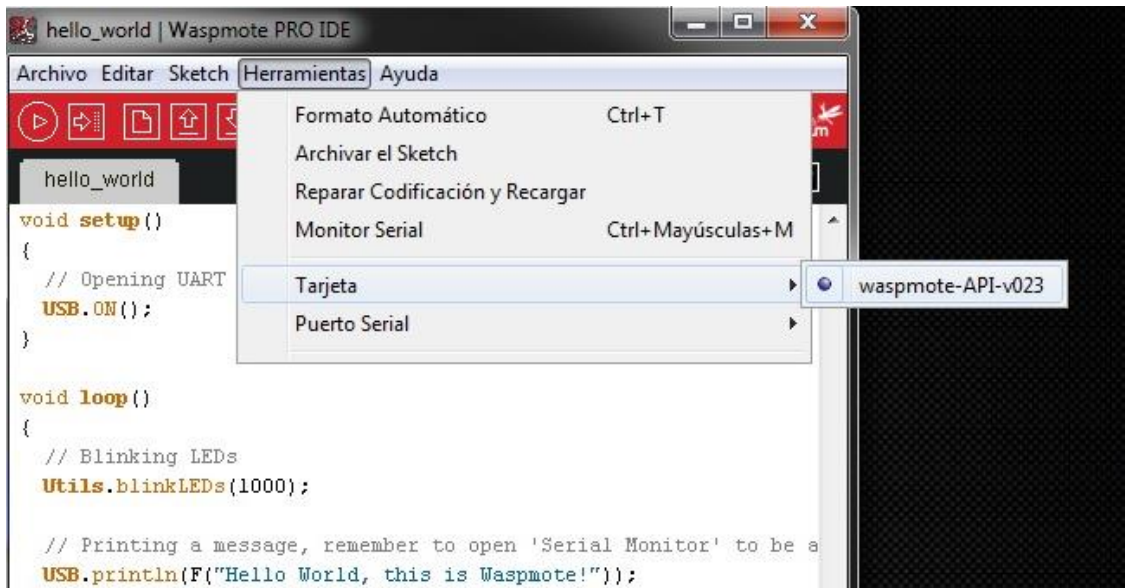 hello_world | Waspmote PRO IDE
Archivo Editar Sketch Herramientas Ayuda
Formato Automático Ctrl+T
Archivar el Sketch
hello_world
Reparar Codificación y Recargar
Monitor Serial Ctrl+Mayúsculas+M
Tarjeta
waspmote-API-v023
Puerto Serial
void setup()
{
// Opening UART
USB.ON();
}
void loop()
{
// Blinking LEDs
Utils.blinkLEDs(1000);
// Printing a message, remember to open 'Serial Monitor' to be a
USB.println(F("Hello World, this is Waspmote!"));